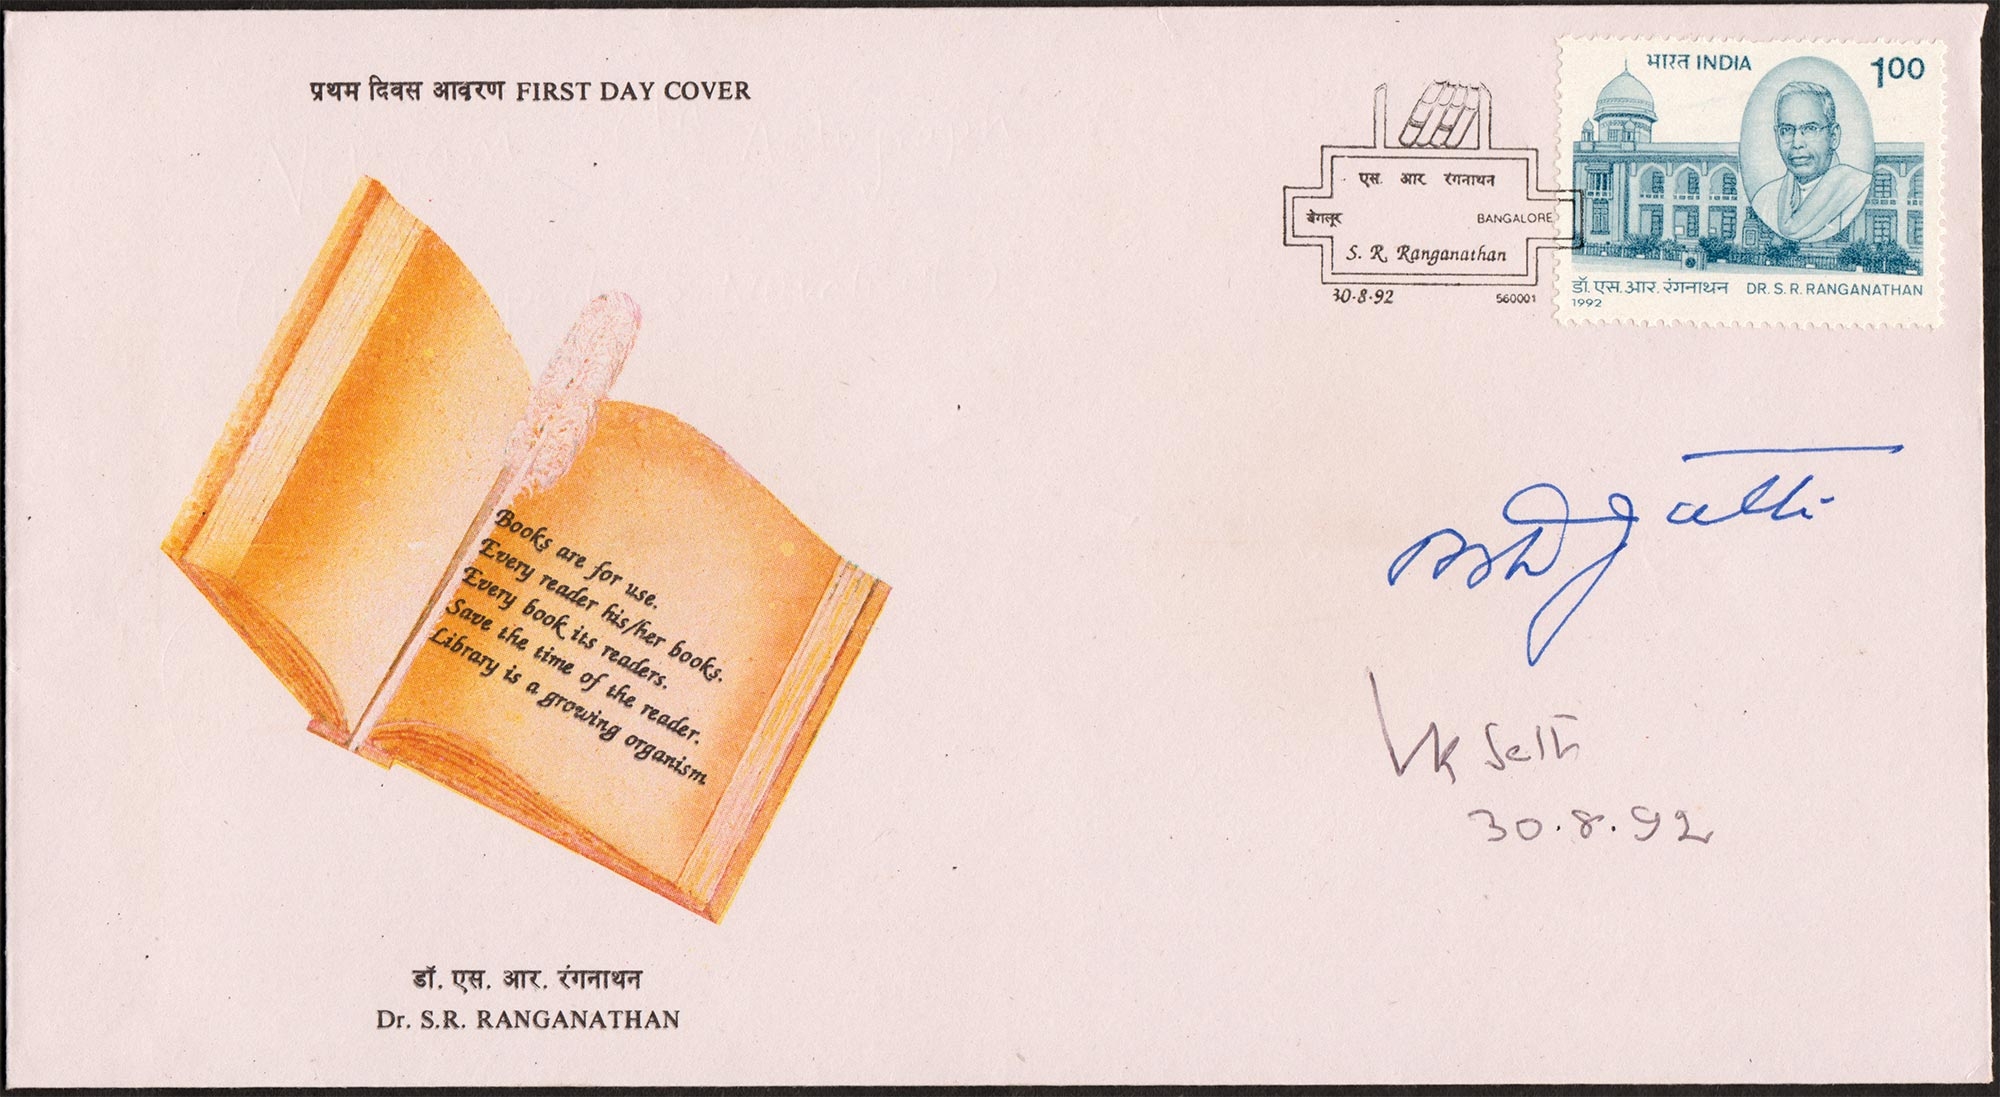 प्रथम दिवस आवरण FIRST DAY COVER
भारत INDIA 100
एस. आर रंगनाथन
बेंगलूर BANGALORE
S. R. Ranganathan
30·8·92 560001
डॉ. एस. आर. रंगनाथन DR. S. R. RANGANATHAN
1992
Books are for use.
Every reader his/her books.
Every book its readers.
Save the time of the reader.
Library is a growing organism
VK Seth
30.8.92
डॉ. एस. आर. रंगनाथन
Dr. S.R. RANGANATHAN